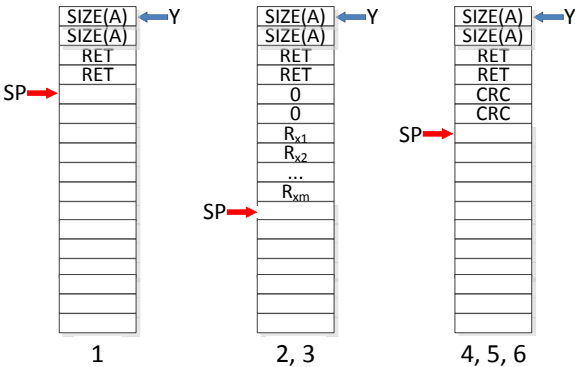 SIZE(A) Y
SIZE(A)
RET
RET
SP
1
SIZE(A) Y
SIZE(A)
RET
RET
0
0
Rx1
Rx2
...
Rxm
SP
2, 3
SIZE(A) Y
SIZE(A)
RET
RET
CRC
CRC
SP
4, 5, 6